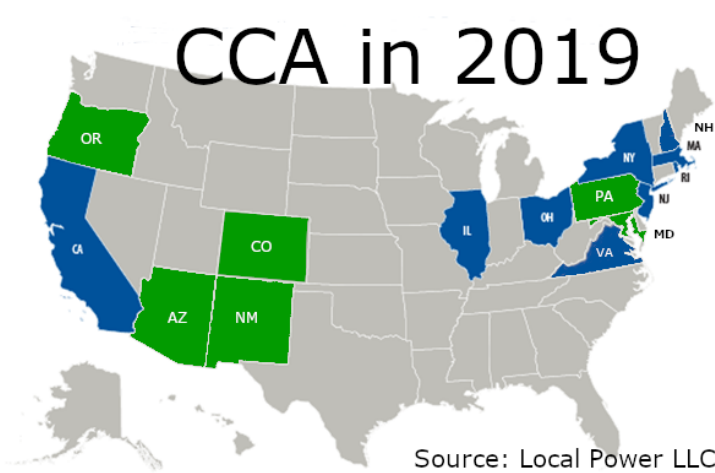 CCA in 2019
NH
OR
MA
NY
RI
PA
NJ
IL
OH
MD
CA
CO
VA
AZ
NM
Source: Local Power LLC